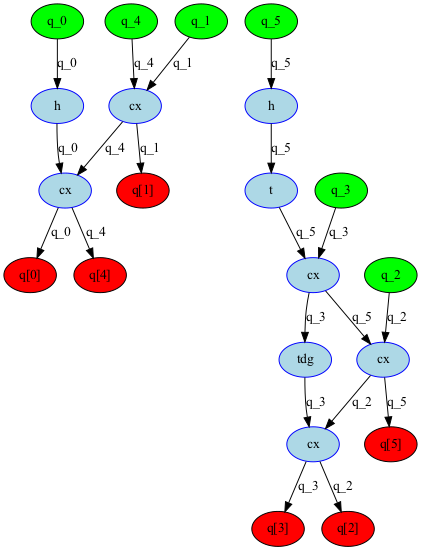 q_0 q_4 q_1 q_5
q_0 q_4 q_1 q_5
h cx h
q_0 q_4 q_1 q_5
cx q[1] t q_3
q_0 q_4 q_5 q_3
q[0] q[4] cx q_2
q_3 q_5 q_2
tdg cx
q_3 q_2 q_5
cx q[5]
q_3 q_2
q[3] q[2]